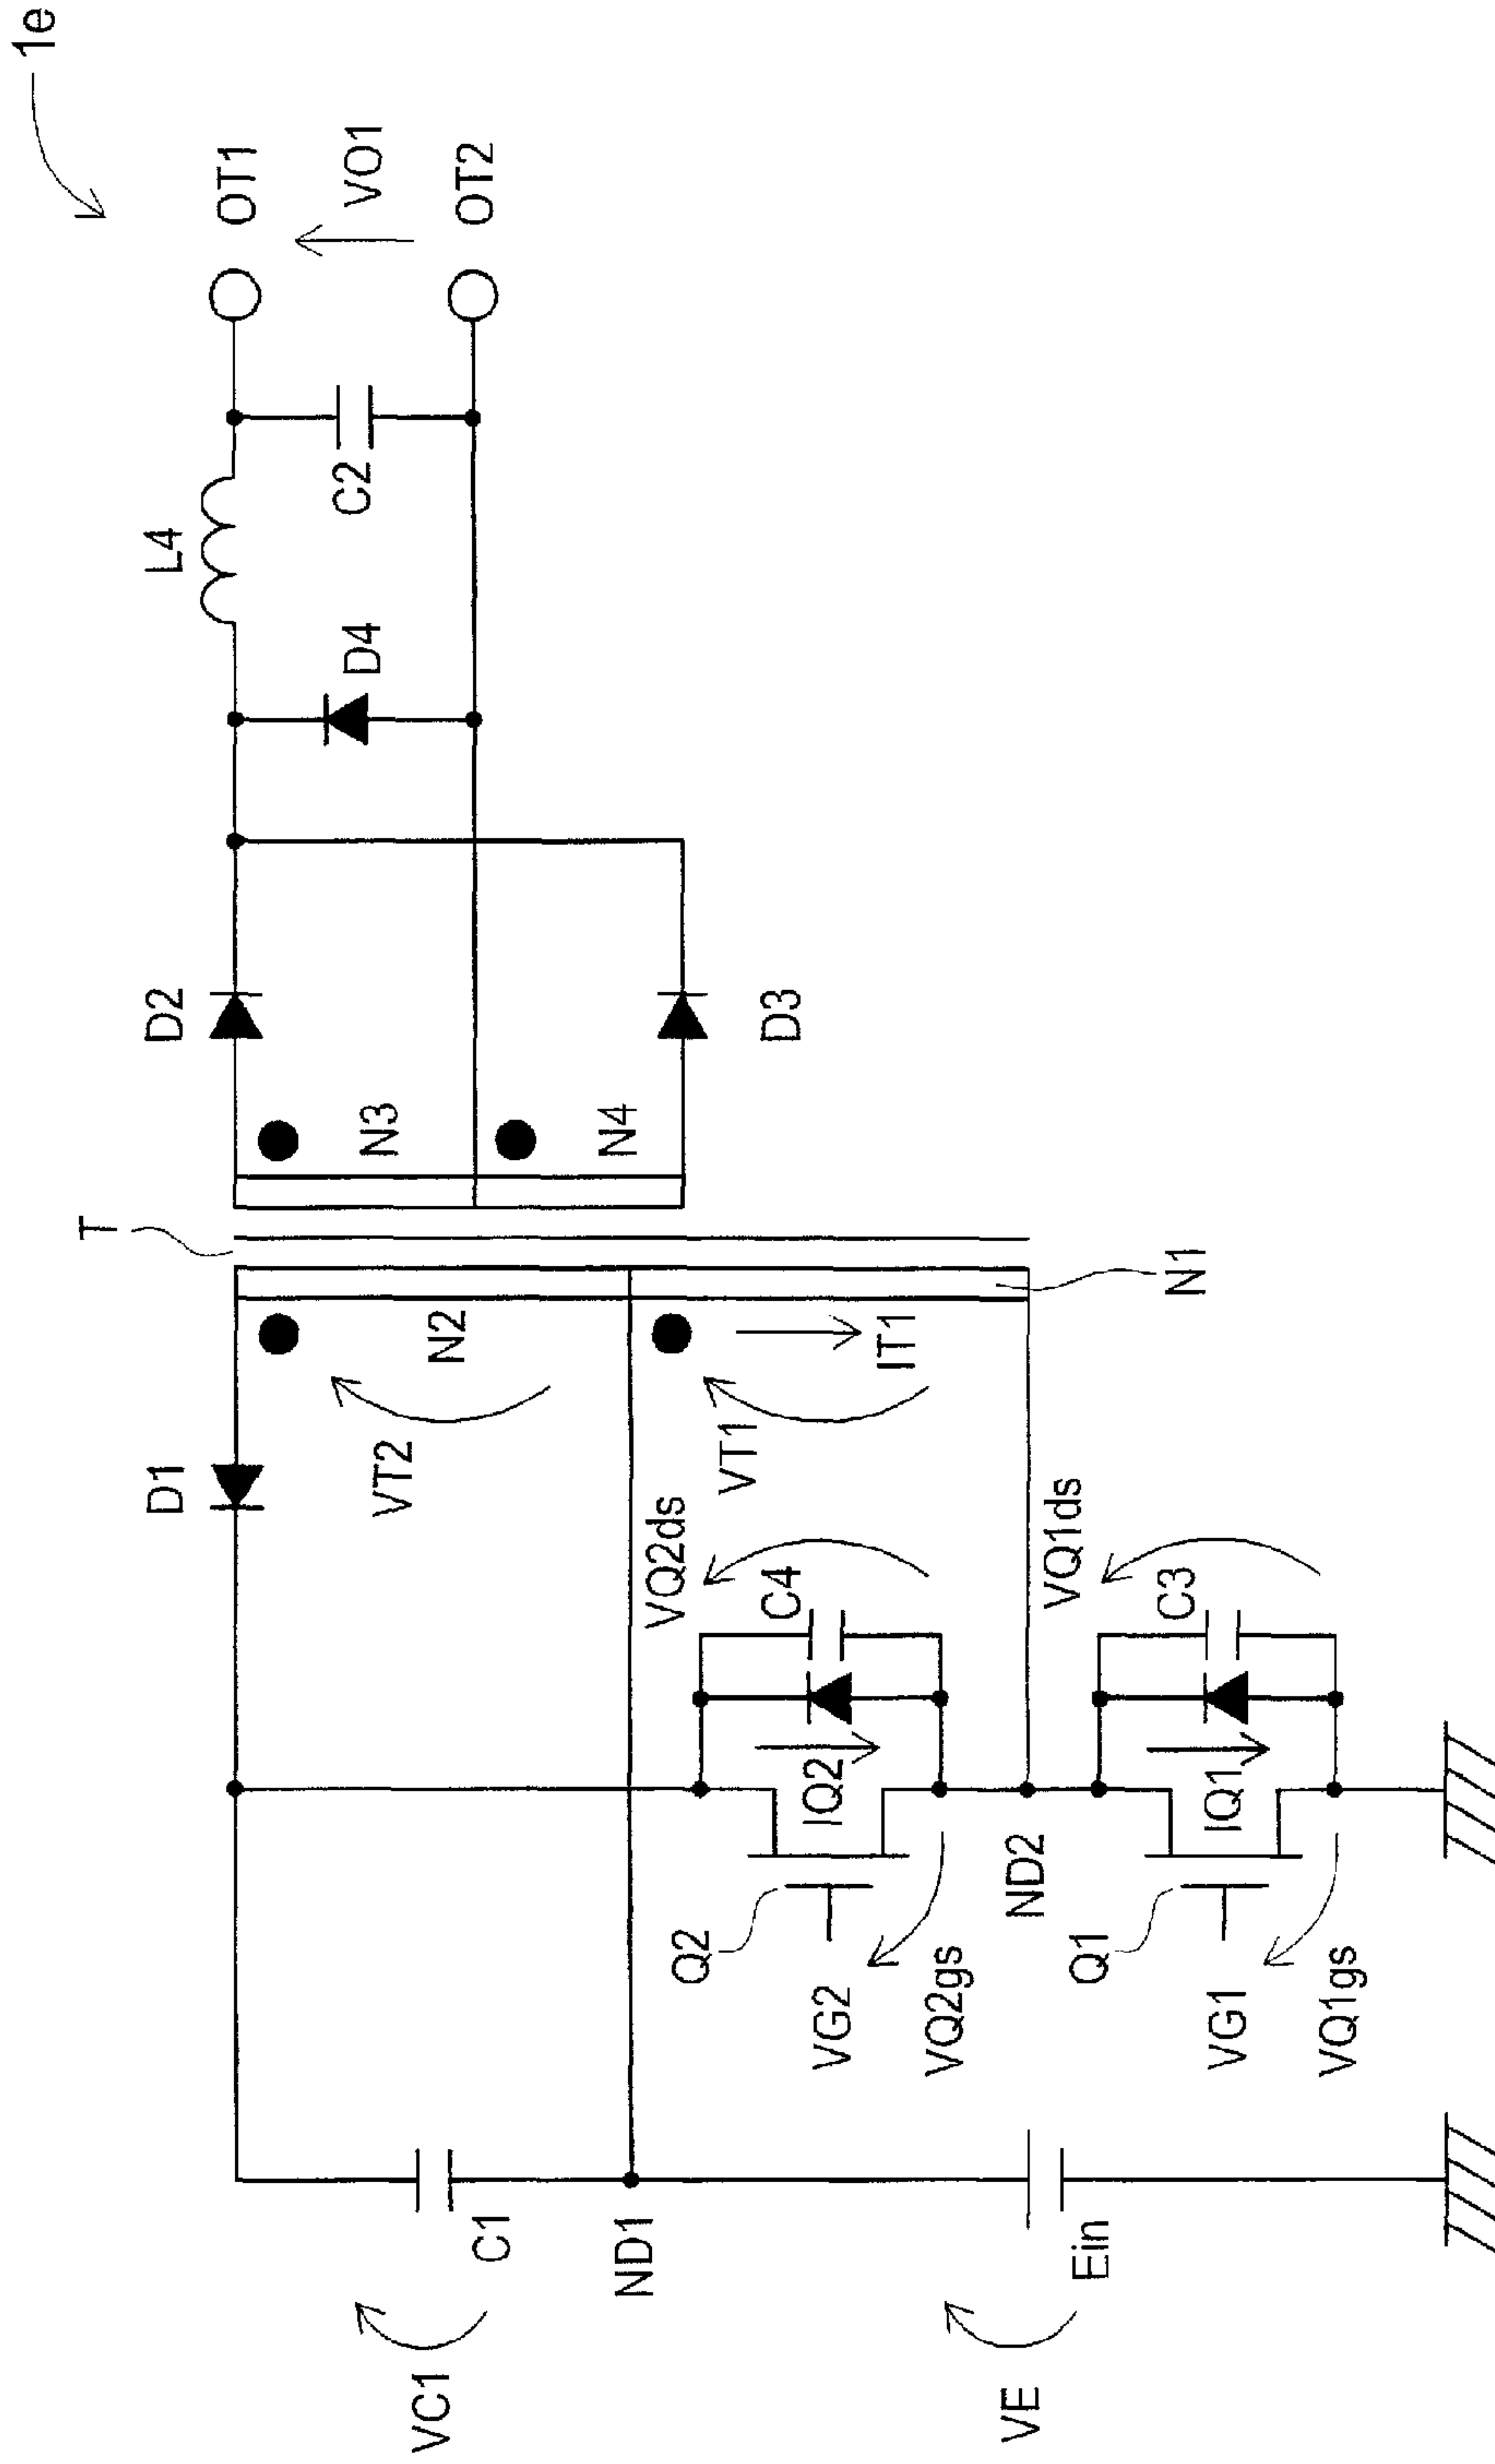 1e
OT1
VO1
OT2
L4
C2
D4
D2
D3
N3
N4
T
N1
N2
IT1
VT2
VT1
D1
VQ2ds
VQ1ds
C4
C3
IQ2
IQ1
ND2
Q2
Q1
VG2
VQ2gs
VG1
VQ1gs
C1
ND1
Ein
VC1
VE